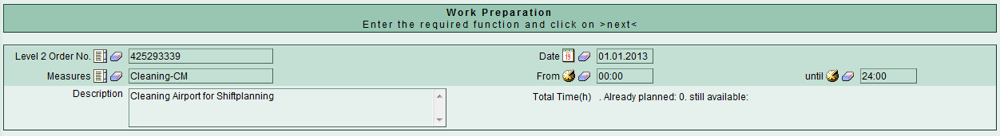 Work Preparation
Enter the required function and click on >next<
Level 2 Order No. 425293339 Date 19 01.01.2013
Measures Cleaning-CM From 00:00 until 24:00
Description Cleaning Airport for Shiftplanning Total Time(h) . Already planned: 0. still available: